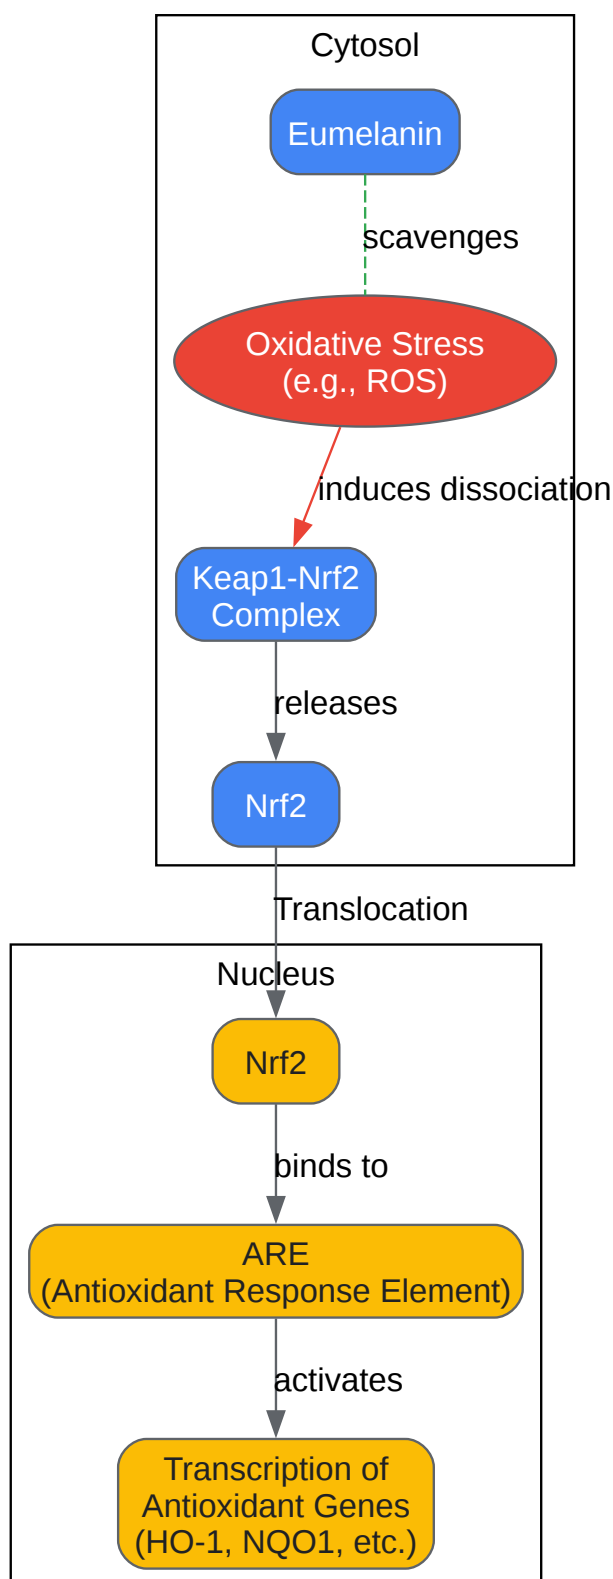 Cytosol
Eumelanin
scavenges
Oxidative Stress
(e.g., ROS)
induces dissociation
Keap1-Nrf2
Complex
releases
Nrf2
Translocation
Nucleus
Nrf2
binds to
ARE
(Antioxidant Response Element)
activates
Transcription of
Antioxidant Genes
(HO-1, NQO1, etc.)